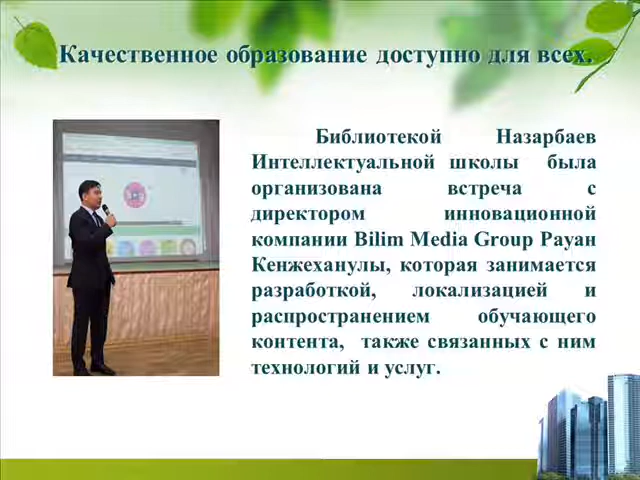 Качественное образование доступно для всех.
Библиотекой Назарбаев
Интеллектуальной школы была
организована встреча с
директором инновационной
компании Bilim Media Group Рауан
Кенжеханулы, которая занимается
разработкой, локализацией и
распространением обучающего
контента, также связанных с ним
технологий и услуг.